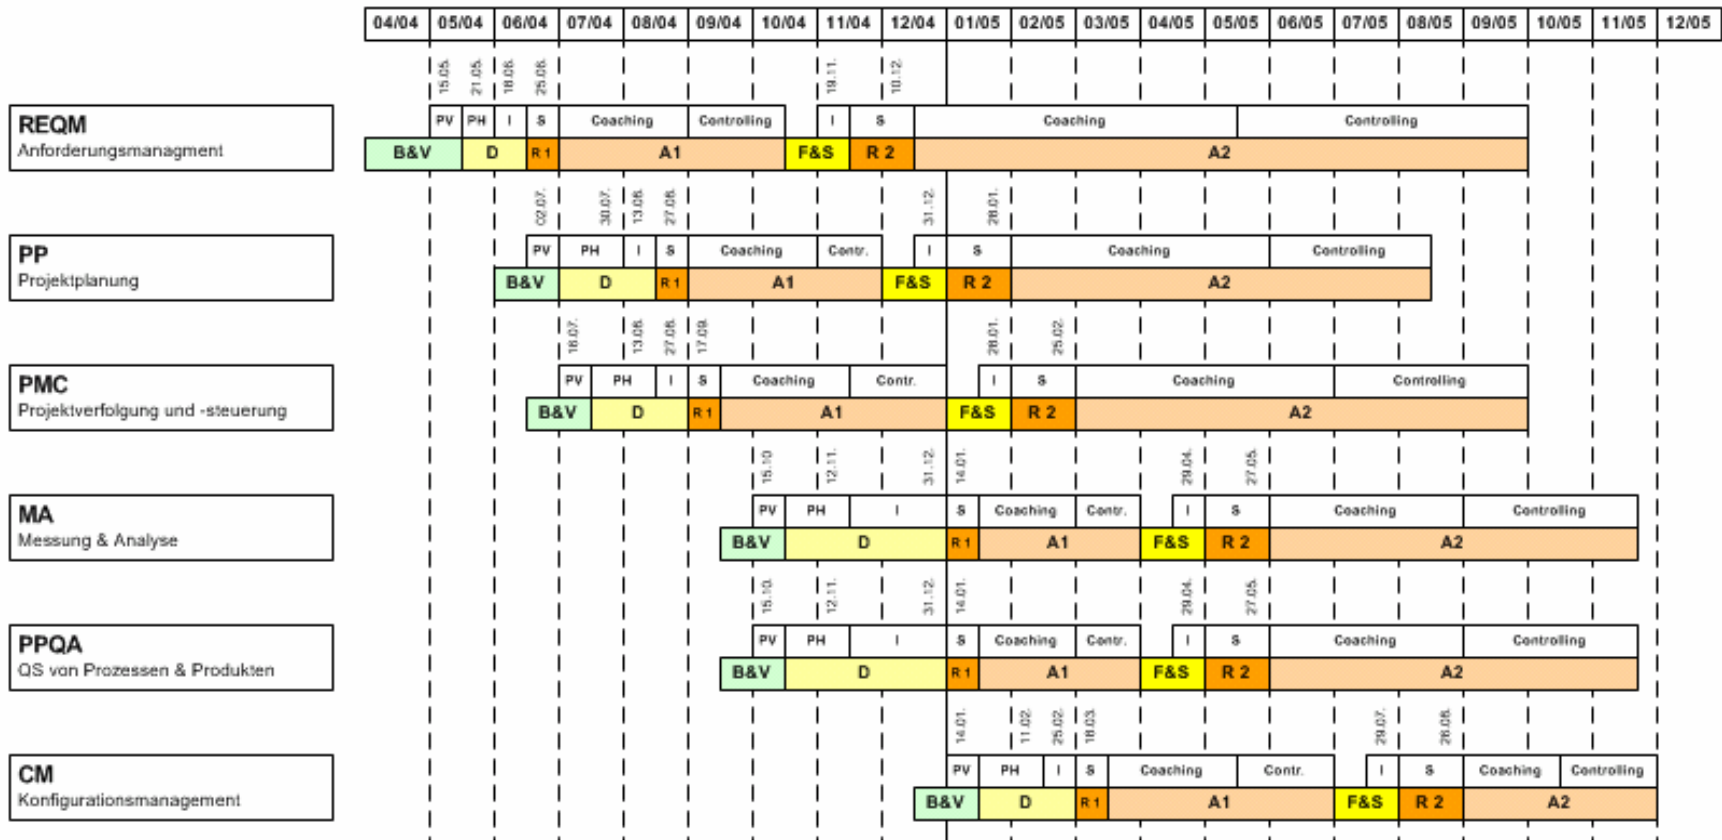 04/04 05/04 06/04 07/04 08/04 09/04 10/04 11/04 12/04 01/05 02/05 03/05 04/05 05/05 06/05 07/05 08/05 09/05 10/05 11/05 12/05
15.05. 21.05. 18.06. 25.06. 19.11. 10.12.
REQM PV PH I S Coaching Controlling I S Coaching Controlling
Anforderungsmanagment B&V D R 1 A1 F&S R 2 A2
02.07. 30.07. 13.08. 27.08. 31.12. 28.01.
PP PV PH I S Coaching Contr. I S Coaching Controlling
Projektplanung B&V D R 1 A1 F&S R 2 A2
16.07. 13.08. 27.08. 17.09. 28.01. 25.02.
PMC PV PH I S Coaching Contr. I S Coaching Controlling
Projektverfolgung und -steuerung B&V D R 1 A1 F&S R 2 A2
15.10 12.11. 31.12. 14.01. 29.04. 27.05.
MA PV PH I S Coaching Contr. I S Coaching Controlling
Messung & Analyse B&V D R 1 A1 F&S R 2 A2
15.10. 12.11. 31.12. 14.01. 29.04. 27.05.
PPQA PV PH I S Coaching Contr. I S Coaching Controlling
QS von Prozessen & Produkten B&V D R 1 A1 F&S R 2 A2
14.01. 11.02. 25.02. 18.03. 29.07. 26.08.
CM PV PH I S Coaching Contr. I S Coaching Controlling
Konfigurationsmanagement B&V D R 1 A1 F&S R 2 A2